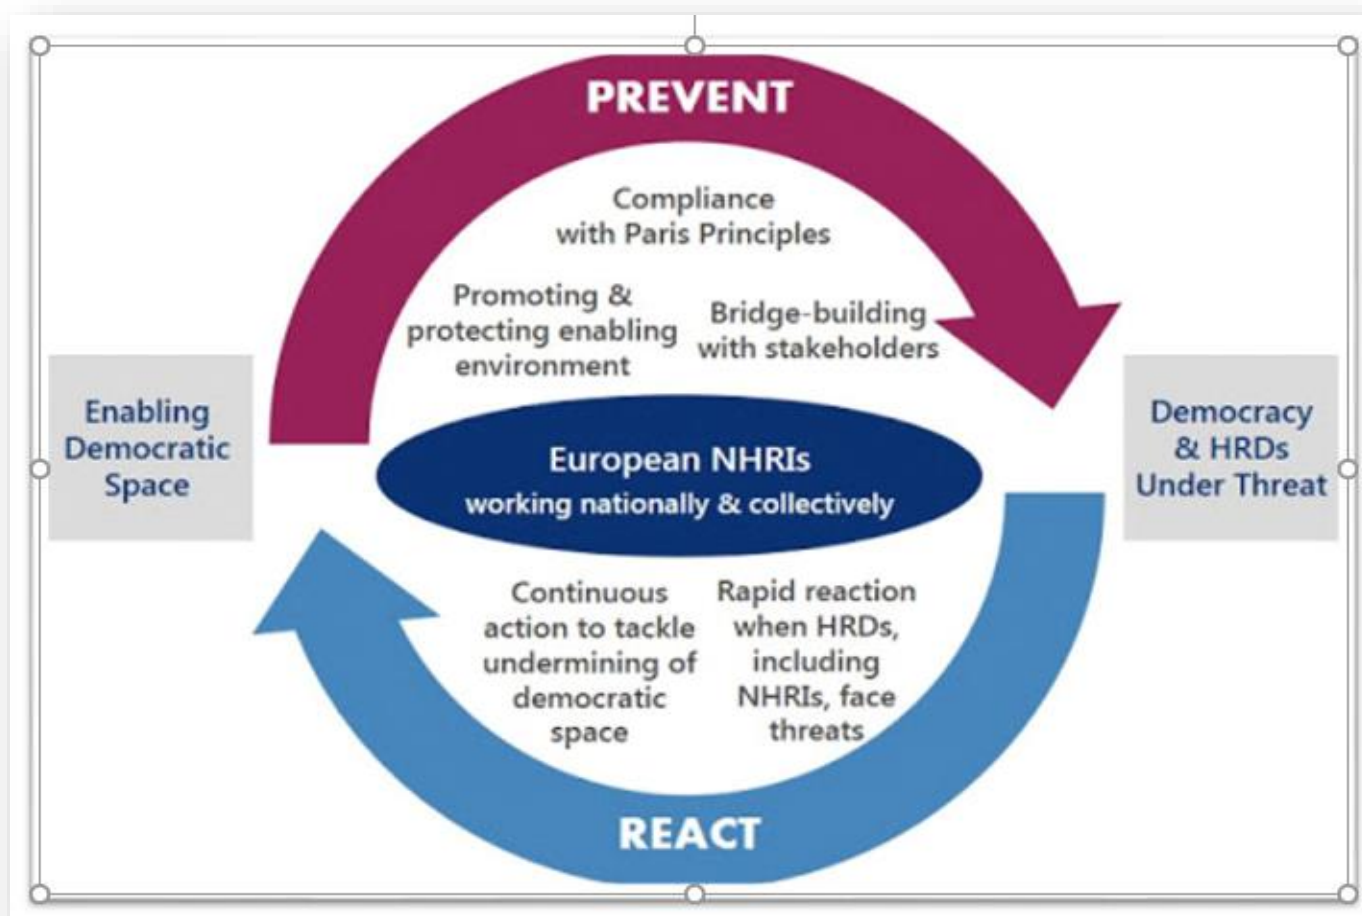 PREVENT
Compliance
with Paris Principles
Promoting &
protecting enabling
environment
Bridge-building
with stakeholders
Enabling
Democratic
Space
European NHRIs
working nationally & collectively
Democracy
& HRDs
Under Threat
Continuous
action to tackle
undermining of
democratic
space
Rapid reaction
when HRDs,
including
NHRIs, face
threats
REACT